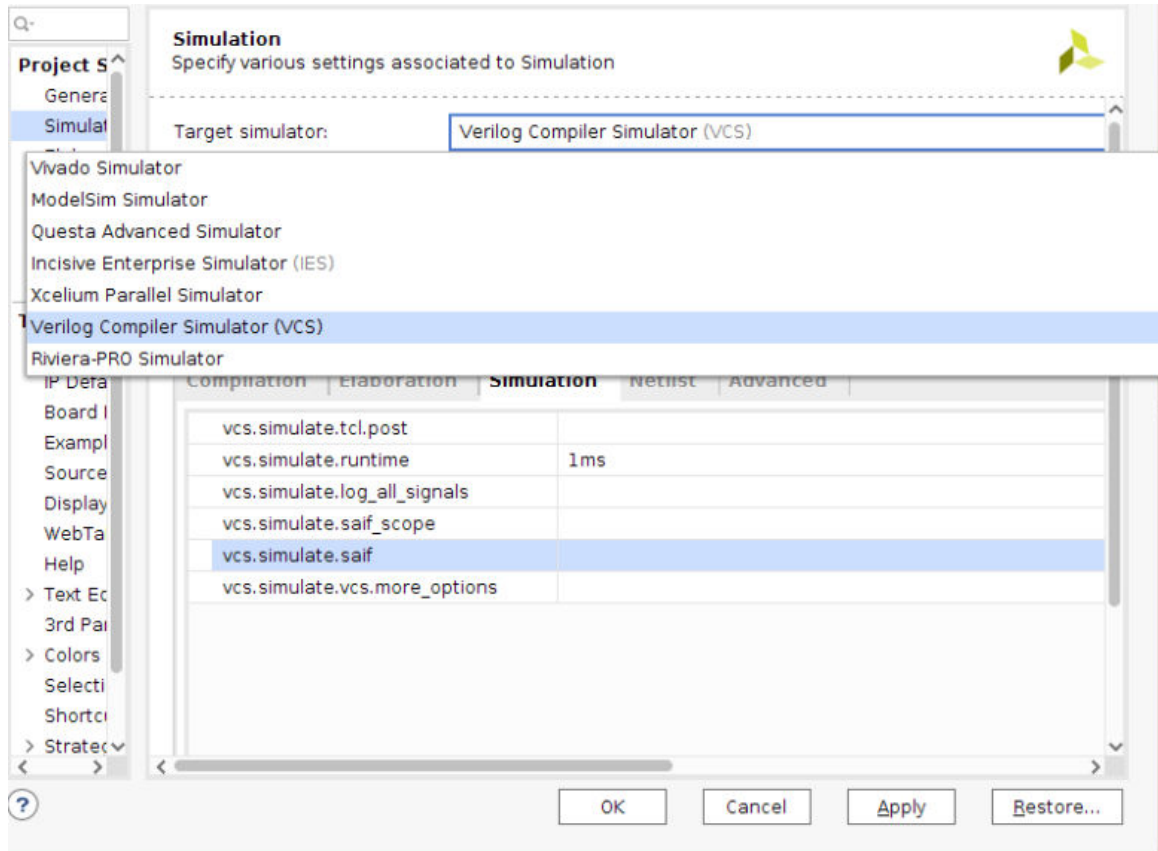 Q-
Project S
Genera
Simulat
Simulation
Specify various settings associated to Simulation
Target simulator: Verilog Compiler Simulator (VCS)
Vivado Simulator
ModelSim Simulator
Questa Advanced Simulator
Incisive Enterprise Simulator (IES)
Xcelium Parallel Simulator
Verilog Compiler Simulator (VCS)
Riviera-PRO Simulator
IP Defa
Board I
Exampl
Source
Display
WebTa
Help
> Text Ec
3rd Par
> Colors
Selecti
Shortcu
> Strateg
Compilation Elaboration Simulation Netlist Advanced
vcs.simulate.tcl.post
vcs.simulate.runtime 1ms
vcs.simulate.log_all_signals
vcs.simulate.saif_scope
vcs.simulate.saif
vcs.simulate.vcs.more_options
?
OK Cancel Apply Restore...